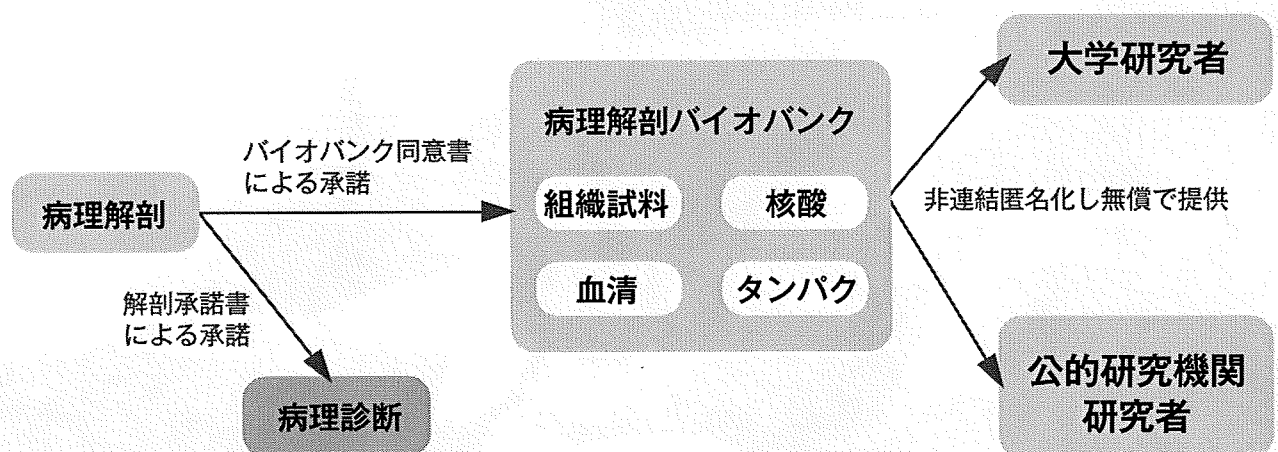 大学研究者
病理解剖バイオバンク
バイオバンク同意書
による承諾
組織試料
核酸
非連結匿名化し無償で提供
病理解剖
血清
タンパク
解剖承諾書
による承諾
公的研究機関
研究者
病理診断